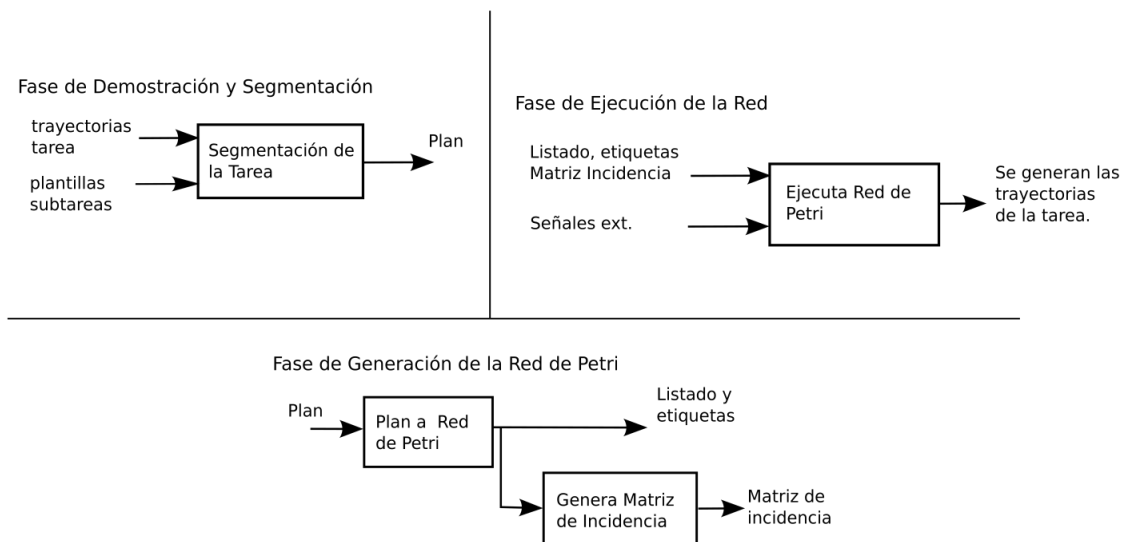 Fase de Demostración y Segmentación
trayectorias
tarea
plantillas
subtareas
Segmentación de
la Tarea
Plan
Fase de Ejecución de la Red
Listado, etiquetas
Matriz Incidencia
Señales ext.
Ejecuta Red de
Petri
Se generan las
trayectorias
de la tarea.
Fase de Generación de la Red de Petri
Plan
Plan a Red
de Petri
Listado y
etiquetas
Genera Matriz
de Incidencia
Matriz de
incidencia